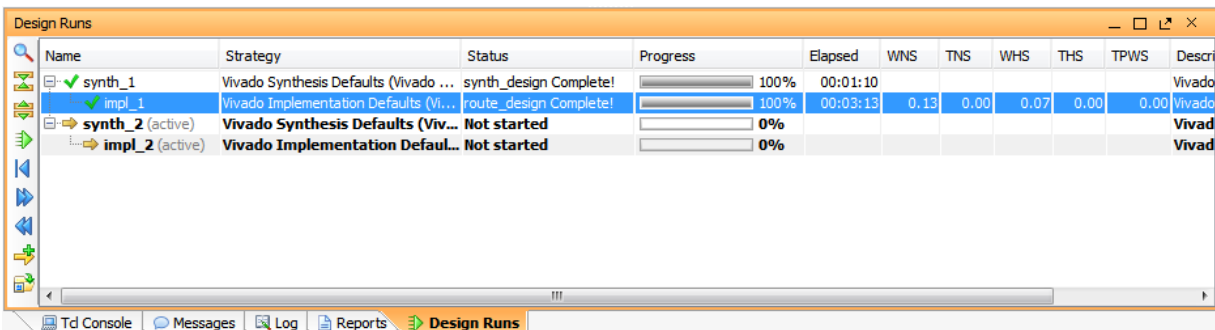 Design Runs
Name Strategy Status Progress Elapsed WNS TNS WHS THS TPWS Descri
synth_1 Vivado Synthesis Defaults (Vivado ... synth_design Complete! 100% 00:01:10 Vivado
impl_1 Vivado Implementation Defaults (Vi... route_design Complete! 100% 00:03:13 0.13 0.00 0.07 0.00 0.00 Vivado
synth_2 (active) Vivado Synthesis Defaults (Viv... Not started 0% Vivad
impl_2 (active) Vivado Implementation Defaul... Not started 0% Vivad
Tcl Console Messages Log Reports Design Runs